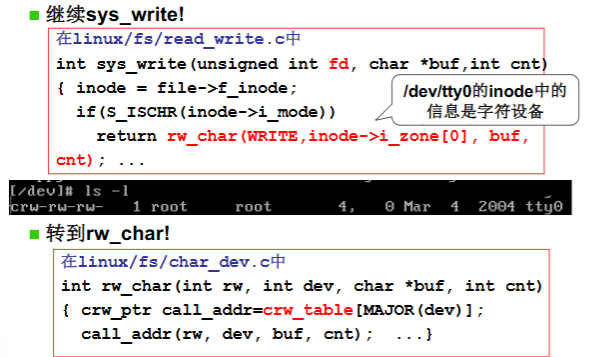 继续sys_write!
在linux/fs/read_write.c中
int sys_write(unsigned int fd, char *buf,int cnt)
{ inode = file->f_inode;
/dev/tty0的inode中的
信息是字符设备
if(S_ISCHR(inode->i_mode))
return rw_char(WRITE,inode->i_zone[0], buf,
cnt); ...
[/dev]# ls -l
crw-rw-rw- 1 root root 4, 0 Mar 4 2004 tty0
转到rw_char!
在linux/fs/char_dev.c中
int rw_char(int rw, int dev, char *buf, int cnt)
{ crw_ptr call_addr=crw_table[MAJOR(dev)];
call_addr(rw, dev, buf, cnt); ...}